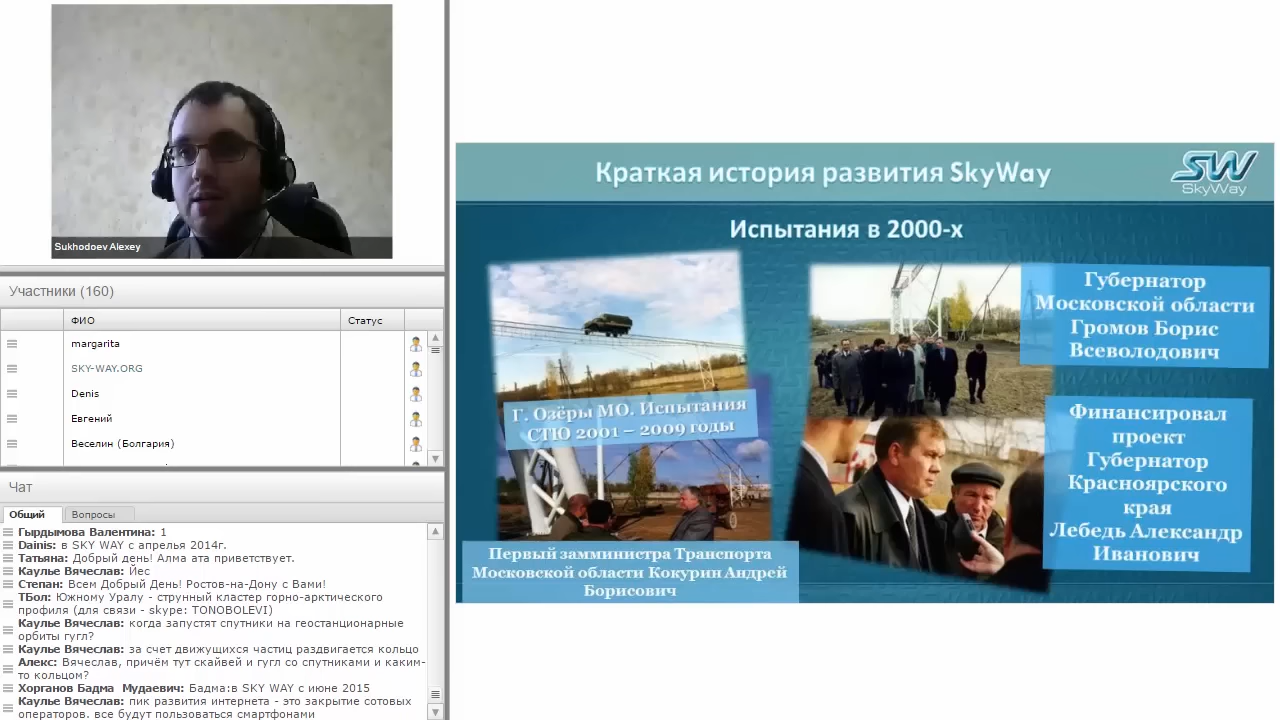 Sukhodoev Alexey
Участники (160)
ФИО
Статус
margarita
SKY-WAY.ORG
Denis
Евгений
Веселин (Болгария)
Чат
Общий
Вопросы
Гырдымова Валентина: 1
Dainis: в SKY WAY с апрелья 2014г.
Татьяна: Добрый день! Алма ата приветствует.
Каулье Вячеслав: Йес
Степан: Всем Добрый День! Ростов-на-Дону с Вами!
ТБол: Южному Уралу - струнный кластер горно-арктического
профиля (для связи - skype: TONOBOLEVI)
Каулье Вячеслав: когда запустят спутники на геостанционарные
орбиты гугл?
Каулье Вячеслав: за счет движущихся частиц раздвигается кольцо
Алекс: Вячеслав, причём тут скайвей и гугл со спутниками и каким-
то кольцом?
Хорганов Бадма Мудаевич: Бадма:в SKY WAY с июне 2015
Каулье Вячеслав: пик развития интернета - это закрытие сотовых
операторов. все будут пользоваться смартфонами
Краткая история развития SkyWay
SW
SkyWay
Испытания в 2000-х
Г. Озёры МО. Испытания
СТЮ 2001 – 2009 годы
Первый замминистра Транспорта
Московской области Кокурин Андрей
Борисович
Губернатор
Московской области
Громов Борис
Всеволодович
Финансировал
проект
Губернатор
Красноярского
края
Лебедь Александр
Иванович